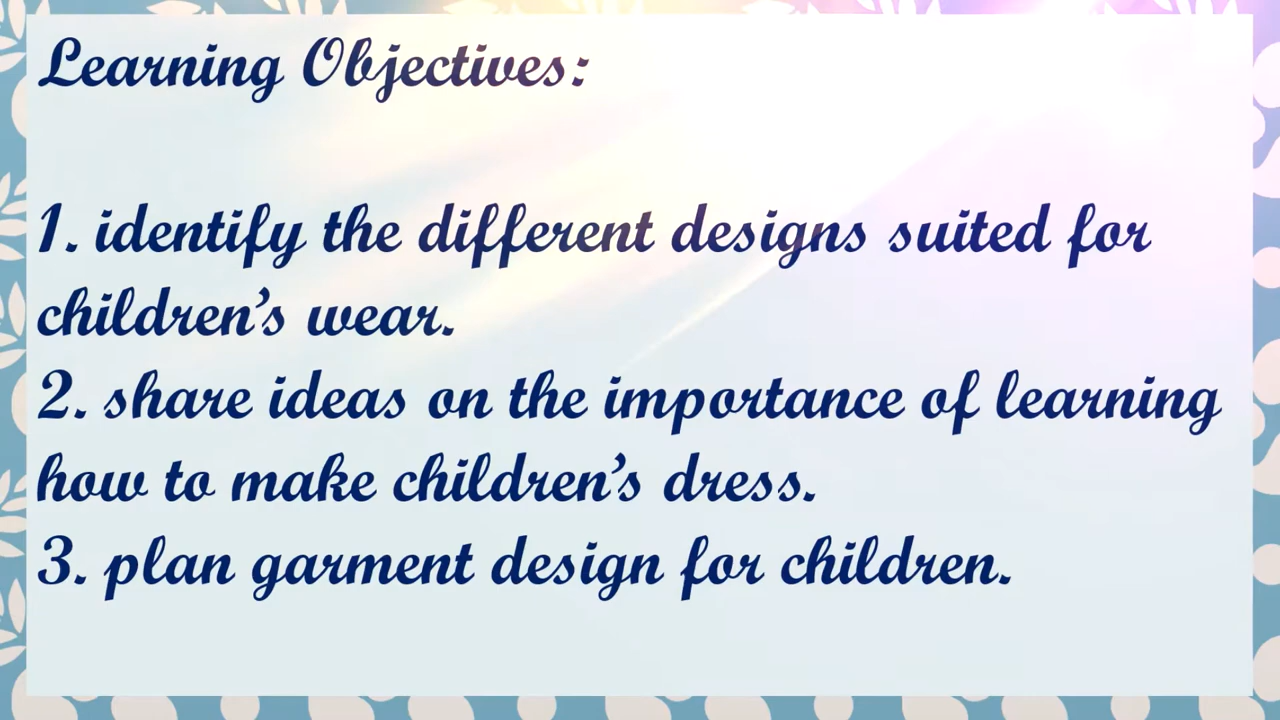 Learning Objectives:
1. identify the different designs suited for
children's wear.
2. share ideas on the importance of learning
how to make children's dress.
3. plan garment design for children.